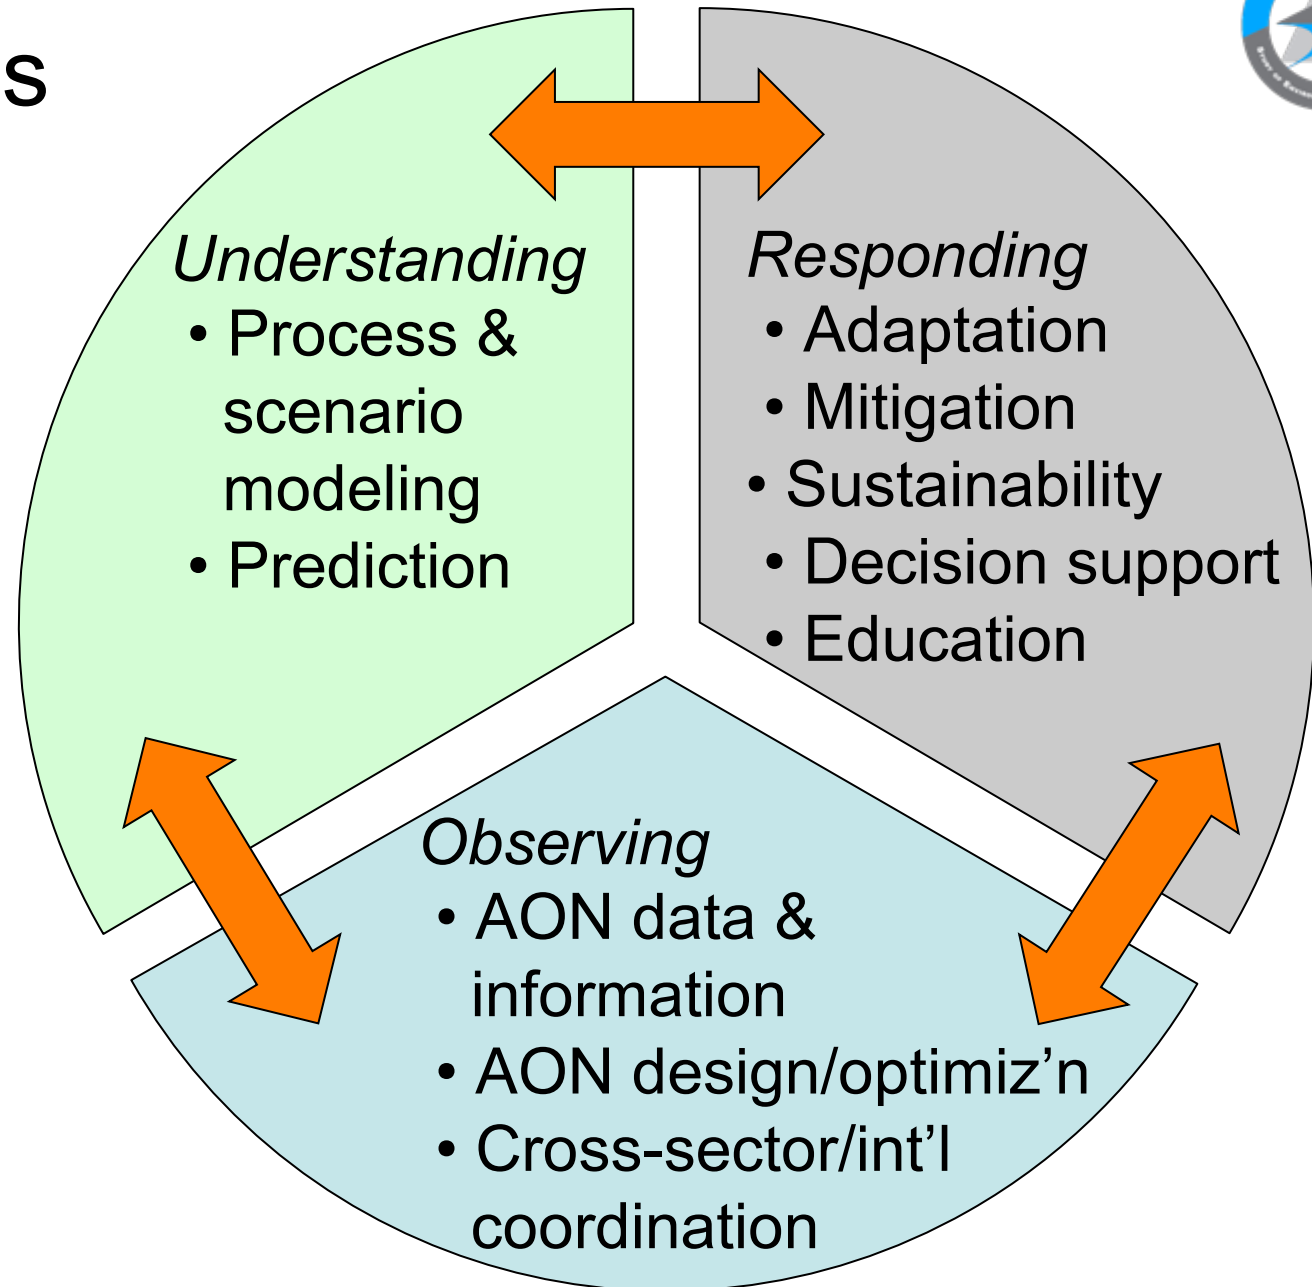 s
Understanding
• Process &
scenario
modeling
• Prediction
Responding
• Adaptation
• Mitigation
• Sustainability
• Decision support
• Education
Observing
• AON data &
information
• AON design/optimiz’n
• Cross-sector/int’l
coordination